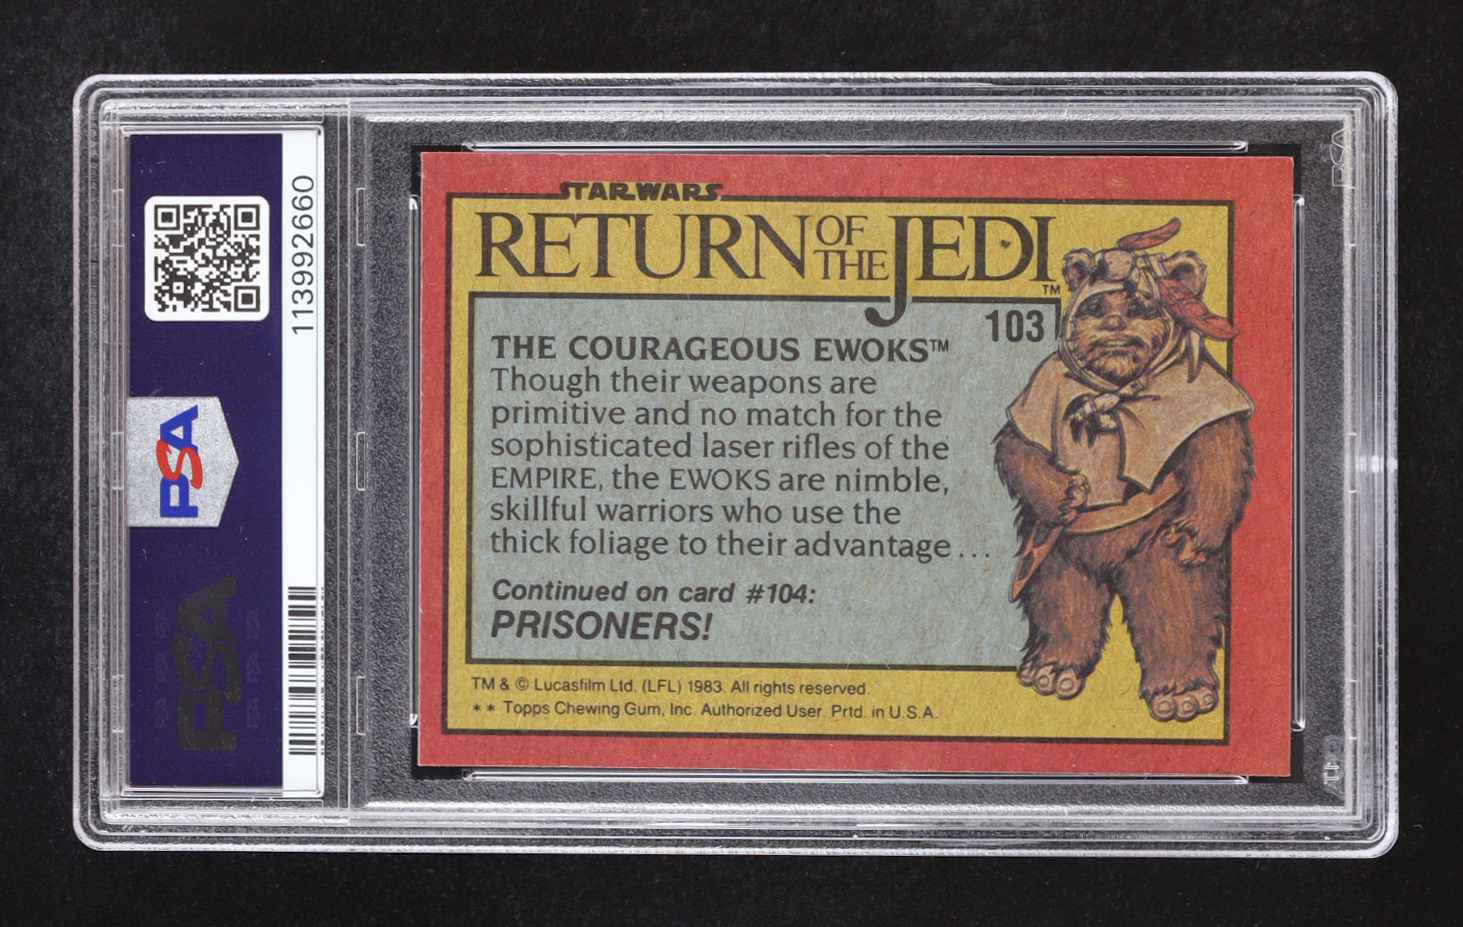 113992660
PSA
PSA
STAR WARS
RETURN OF THE JEDI™
103
THE COURAGEOUS EWOKS™
Though their weapons are
primitive and no match for the
sophisticated laser rifles of the
EMPIRE, the EWOKS are nimble,
skillful warriors who use the
thick foliage to their advantage...
Continued on card #104:
PRISONERS!
TM & © Lucasfilm Ltd. (LFL) 1983. All rights reserved.
** Topps Chewing Gum, Inc. Authorized User. Prtd. in U.S.A.
PSA